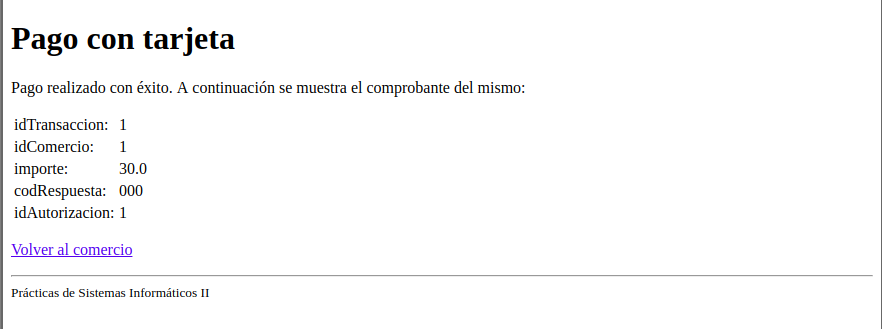 Pago con tarjeta
Pago realizado con éxito. A continuación se muestra el comprobante del mismo:
idTransaccion: 1
idComercio: 1
importe: 30.0
codRespuesta: 000
idAutorizacion: 1
Volver al comercio
Prácticas de Sistemas Informáticos II